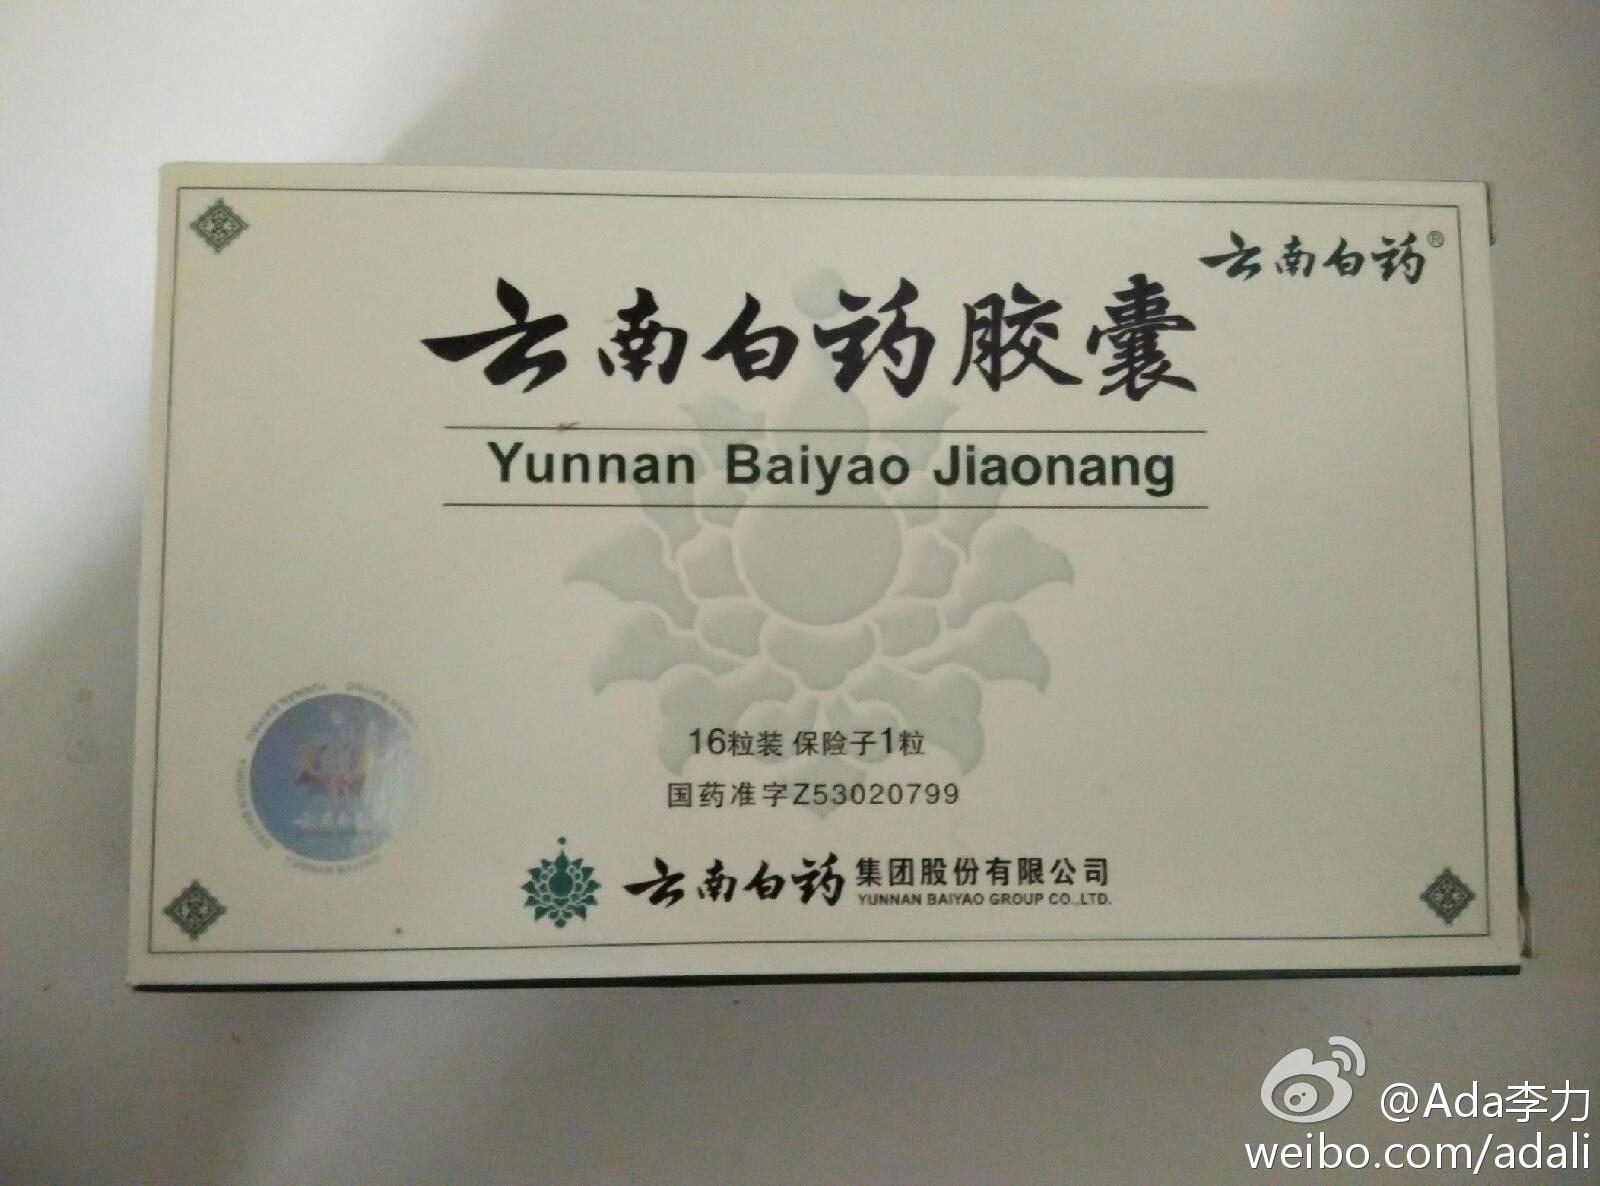 云南白药®
云南白药胶囊
Yunnan Baiyao Jiaonang
16粒装 保险子1粒
国药准字Z53020799
云南白药集团股份有限公司
YUNNAN BAIYAO GROUP CO.,LTD.
YUNNAN BAIYAO
@Ada李力
weibo.com/adali